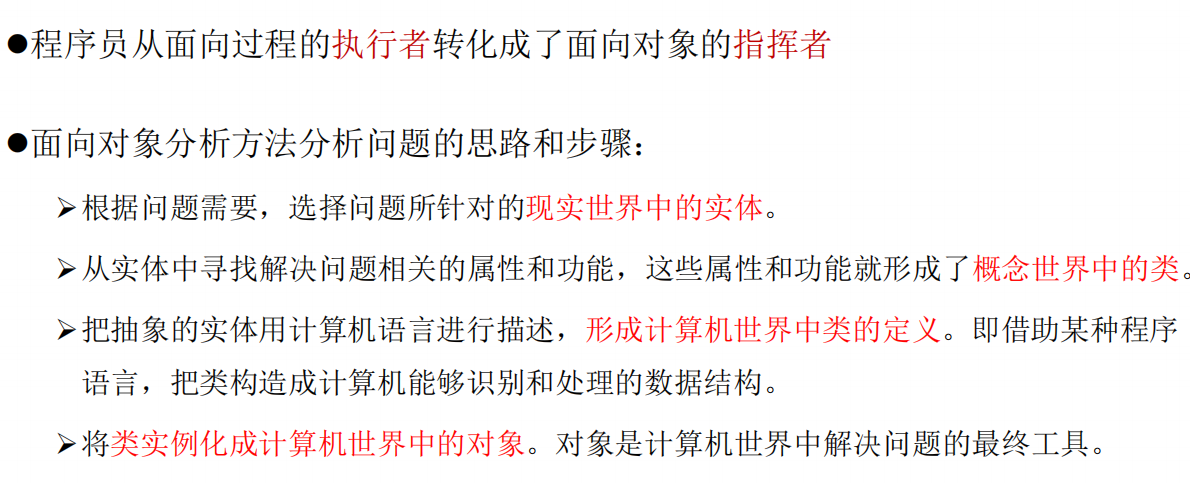 ●程序员从面向过程的执行者转化成了面向对象的指挥者
●面向对象分析方法分析问题的思路和步骤：
➢根据问题需要，选择问题所针对的现实世界中的实体。
➢从实体中寻找解决问题相关的属性和功能，这些属性和功能就形成了概念世界中的类。
➢把抽象的实体用计算机语言进行描述，形成计算机世界中类的定义。即借助某种程序
语言，把类构造成计算机能够识别和处理的数据结构。
➢将类实例化成计算机世界中的对象。对象是计算机世界中解决问题的最终工具。